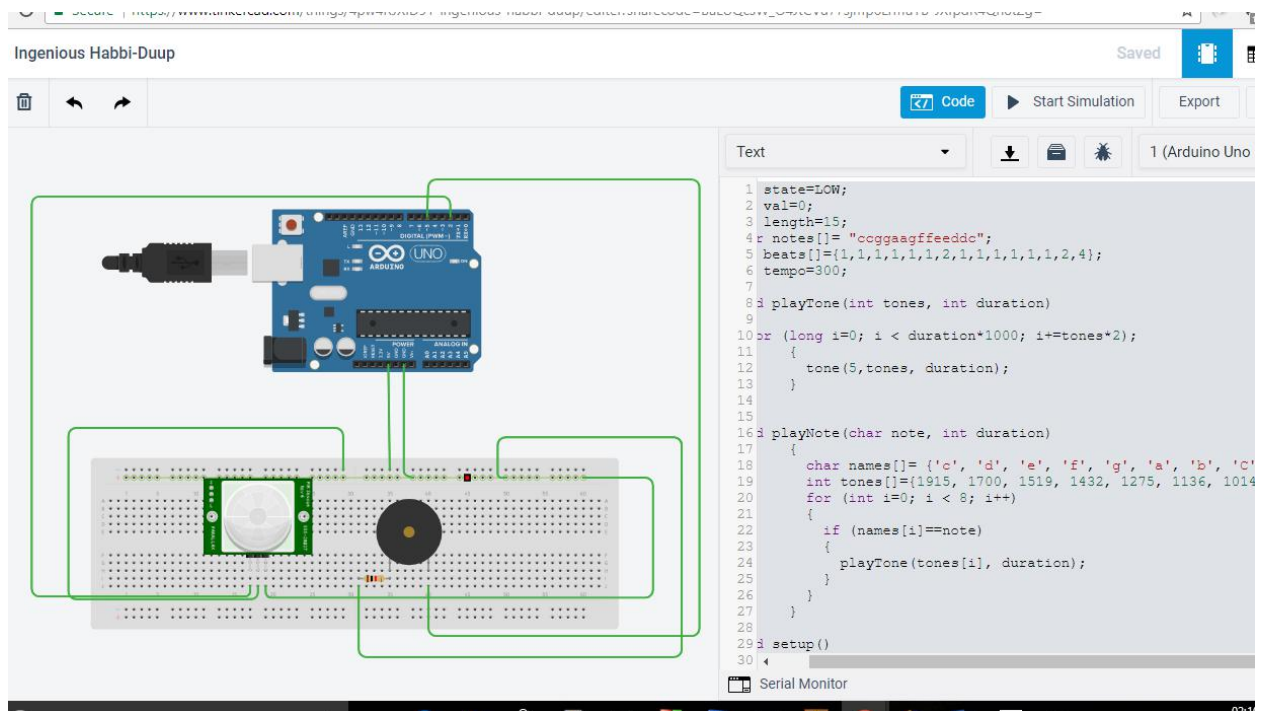 Ingenious Habbi-Duup
Saved
Code
Start Simulation
Export
Text
1 (Arduino Uno
1 state=LOW;
2 val=0;
3 length=15;
4 r notes[]= "ccggaagffeeddc";
5 beats[]={1,1,1,1,1,1,2,1,1,1,1,1,1,2,4};
6 tempo=300;
7
8 d playTone(int tones, int duration)
9
10 or (long i=0; i < duration*1000; i+=tones*2);
11 {
12 tone(5,tones, duration);
13 }
14
15
16 d playNote(char note, int duration)
17 {
18 char names[]= {'c', 'd', 'e', 'f', 'g', 'a', 'b', 'C'
19 int tones[]={1915, 1700, 1519, 1432, 1275, 1136, 1014
20 for (int i=0; i < 8; i++)
21 {
22 if (names[i]==note)
23 {
24 playTone(tones[i], duration);
25 }
26 }
27 }
28
29 d setup()
30
Serial Monitor
UNO
ARDUINO
DIGITAL (PWM~)
POWER
ANALOG IN